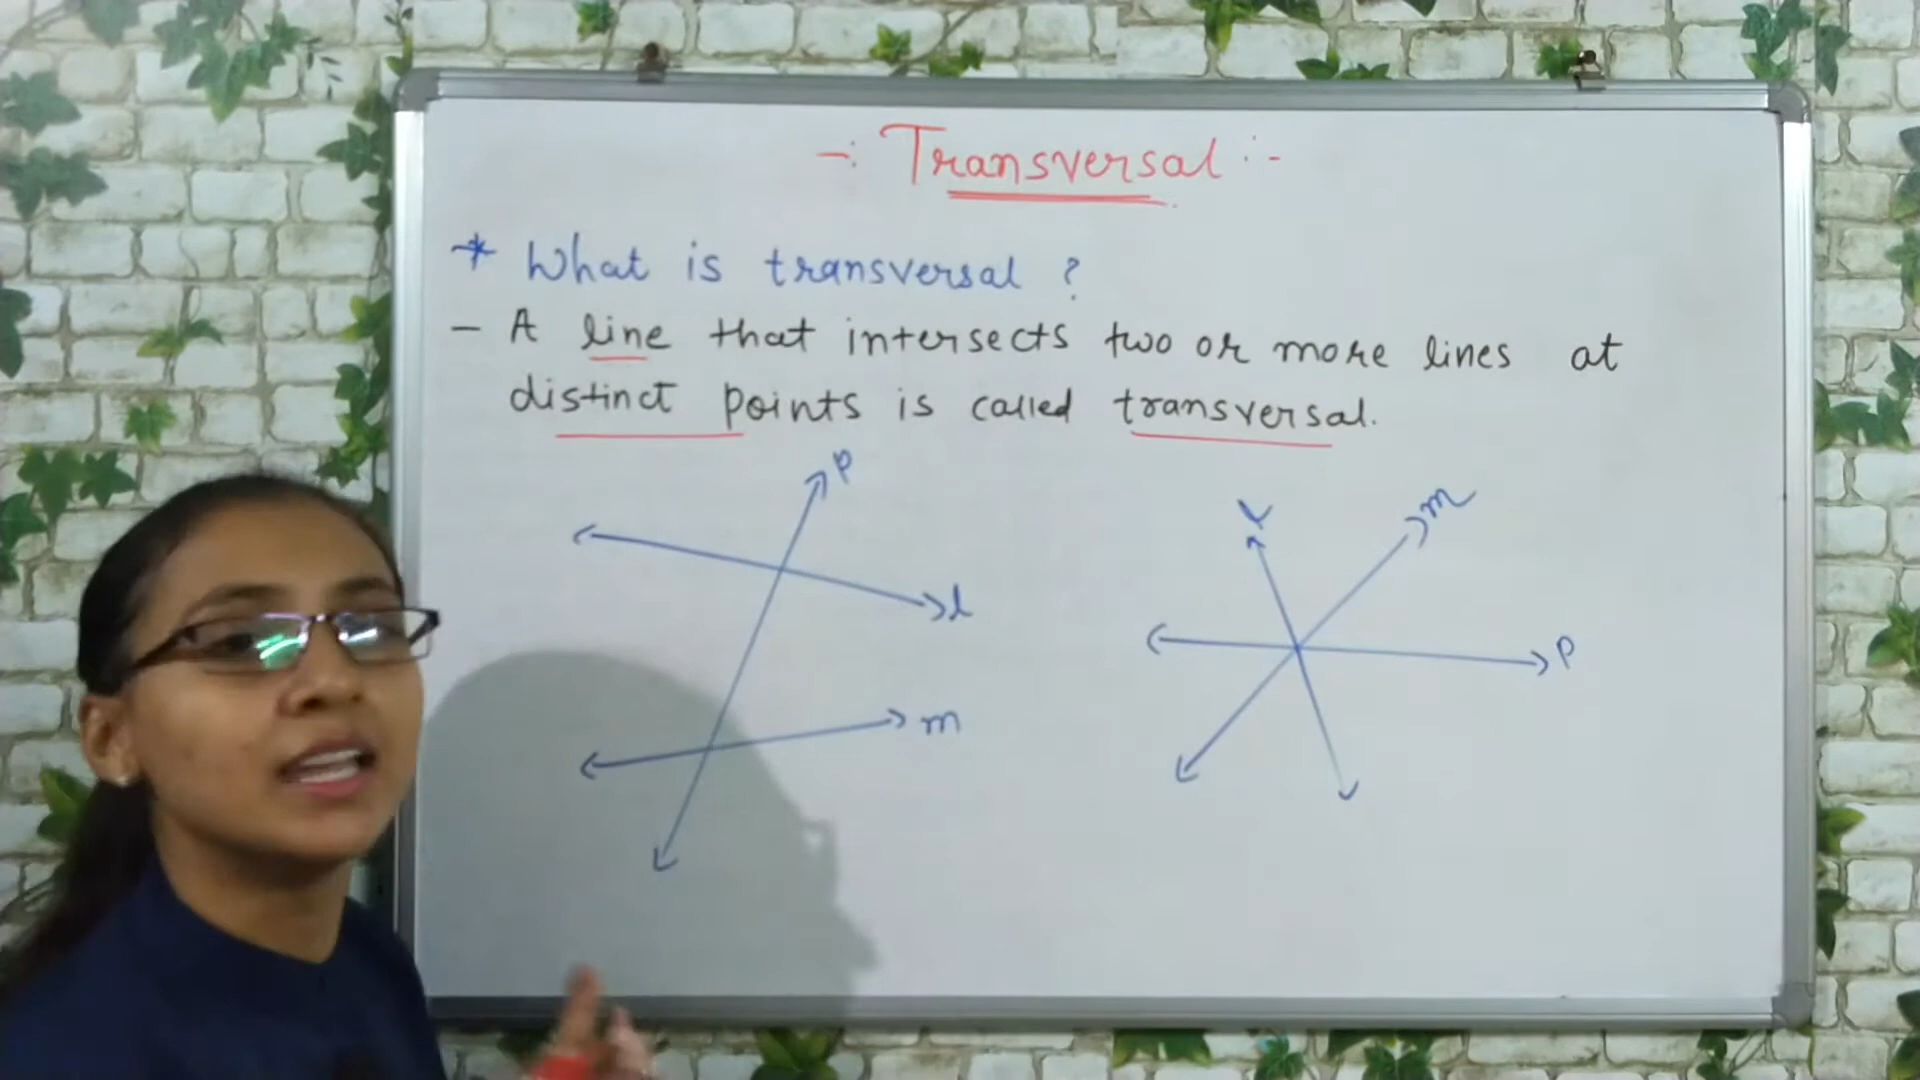 -: Transversal :-
* What is transversal ?
- A line that intersects two or more lines at
distinct points is called transversal.
p
l
m
l
m
p